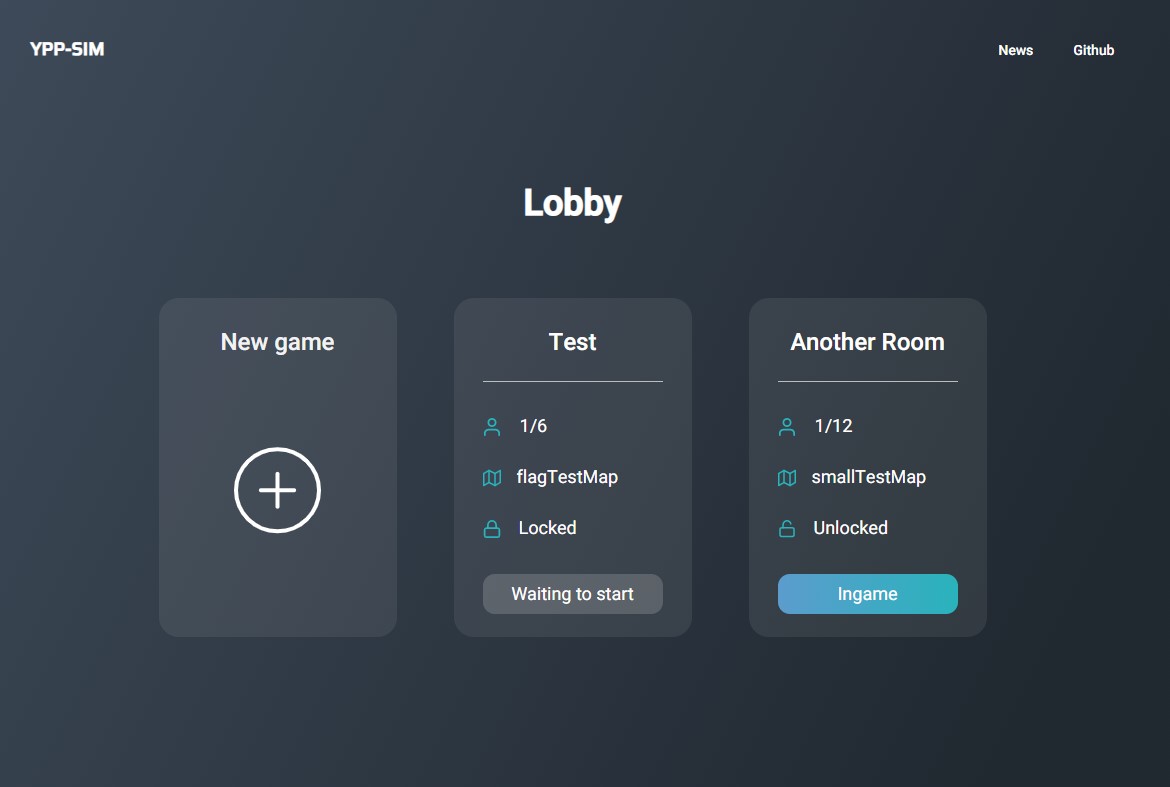 YPP-SIM
News
Github
Lobby
New game
Test
1/6
flagTestMap
Locked
Waiting to start
Another Room
1/12
smallTestMap
Unlocked
Ingame